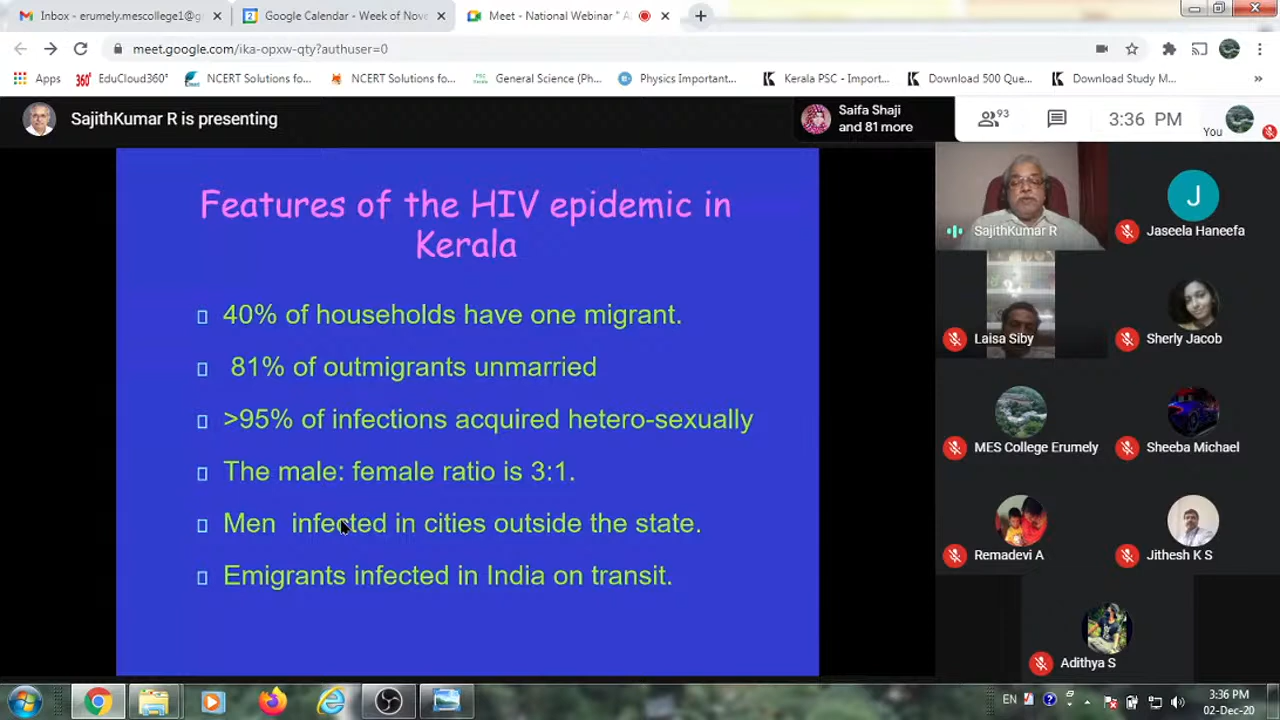 Inbox - erumely.mescollege1@g
Google Calendar - Week of Nove
Meet - National Webinar " A
meet.google.com/ika-opxw-qty?authuser=0
Apps
360° EduCloud360°
NCERT Solutions fo...
NCERT Solutions fo...
General Science (Ph...
Physics Important...
Kerala PSC - Import...
Download 500 Que...
Download Study M...
»
SajithKumar R is presenting
Saifa Shaji
and 81 more
93
3:36 PM
You
Features of the HIV epidemic in
Kerala
40% of households have one migrant.
81% of outmigrants unmarried
>95% of infections acquired hetero-sexually
The male: female ratio is 3:1.
Men infected in cities outside the state.
Emigrants infected in India on transit.
SajithKumar R
J
Jaseela Haneefa
Laisa Siby
Sherly Jacob
MES College Erumely
Sheeba Michael
Remadevi A
Jithesh K S
Adithya S
EN
3:36 PM
02-Dec-20